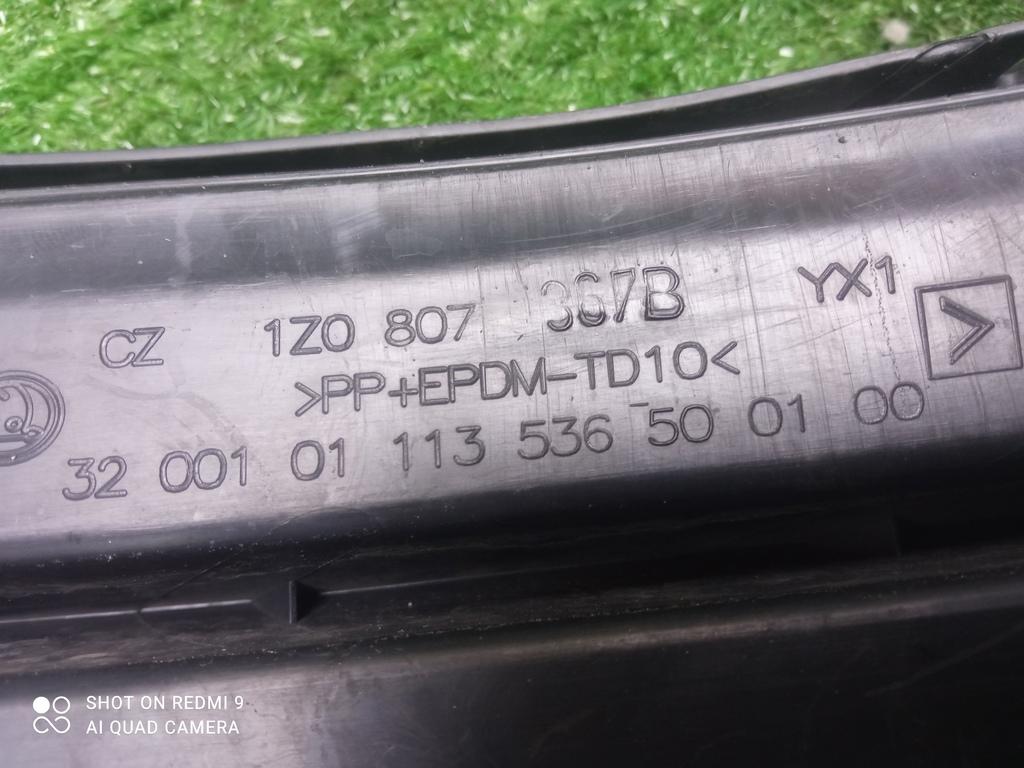 CZ 1Z0 807 367B YX1
>PP+EPDM-TD10<
32 001 01 113 536 50 01 00
SHOT ON REDMI 9
AI QUAD CAMERA